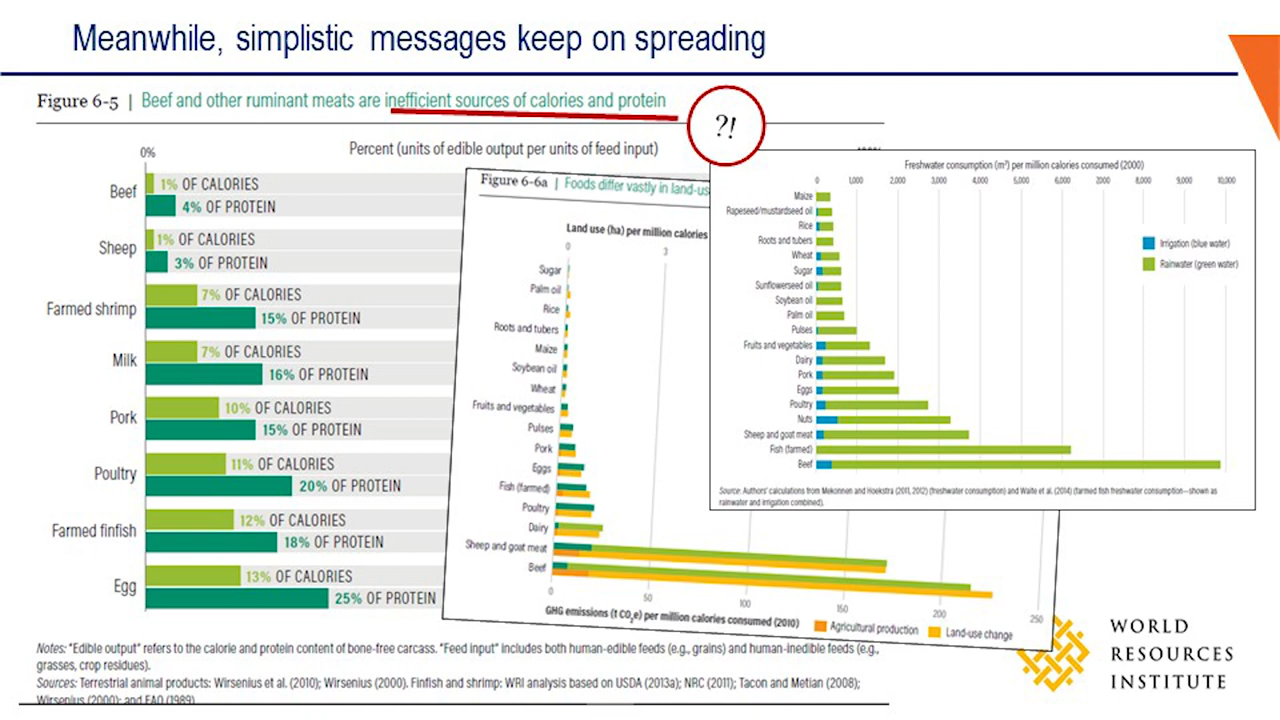 Meanwhile, simplistic messages keep on spreading
Figure 6-5 | Beef and other ruminant meats are inefficient sources of calories and protein
?!
Percent (units of edible output per units of feed input)
0%
Beef
1% OF CALORIES
4% OF PROTEIN
Sheep
1% OF CALORIES
3% OF PROTEIN
Farmed shrimp
7% OF CALORIES
15% OF PROTEIN
Milk
7% OF CALORIES
16% OF PROTEIN
Pork
10% OF CALORIES
15% OF PROTEIN
Poultry
11% OF CALORIES
20% OF PROTEIN
Farmed finfish
12% OF CALORIES
18% OF PROTEIN
Egg
13% OF CALORIES
25% OF PROTEIN
Figure 6-6a | Foods differ vastly in land-us
Land use (ha) per million calories
0 3
Sugar
Palm oil
Rice
Roots and tubers
Maize
Soybean oil
Wheat
Fruits and vegetables
Pulses
Pork
Eggs
Fish (farmed)
Poultry
Dairy
Sheep and goat meat
Beef
0 50 100 150 200 250
GHG emissions (t CO2e) per million calories consumed (2010)
Agricultural production
Land-use change
Freshwater consumption (m³) per million calories consumed (2000)
0 1,000 2,000 3,000 4,000 5,000 6,000 7000 8,000 9,000 10,000
Maize
Rapeseed/mustardseed oil
Rice
Roots and tubers
Wheat
Sugar
Sunflowerseed oil
Soybean oil
Palm oil
Pulses
Fruits and vegetables
Dairy
Pork
Eggs
Poultry
Nuts
Sheep and goat meat
Fish (farmed)
Beef
Irrigation (blue water)
Rainwater (green water)
Source: Authors' calculations from Mekonnen and Hoekstra (2011, 2012) (freshwater consumption) and Waite et al. (2014) (farmed fish freshwater consumption—shown as
rainwater and irrigation combined).
Notes: "Edible output" refers to the calorie and protein content of bone-free carcass. "Feed input" includes both human-edible feeds (e.g., grains) and human-inedible feeds (e.g.,
grasses, crop residues).
Sources: Terrestrial animal products: Wirsenius et al. (2010); Wirsenius (2000). Finfish and shrimp: WRI analysis based on USDA (2013a); NRC (2011); Tacon and Metian (2008);
Wirsenius (2000); and FAO (1989)
WORLD
RESOURCES
INSTITUTE